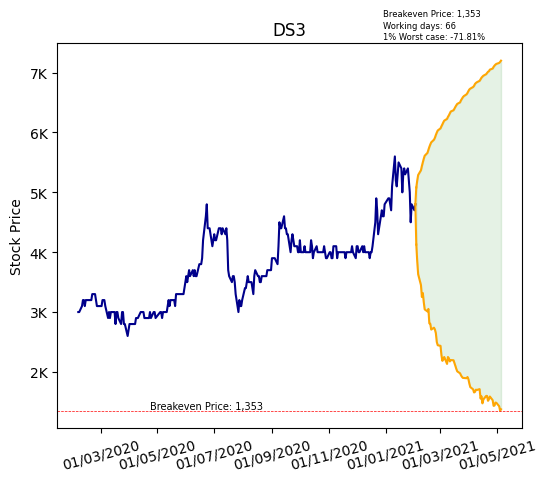 Breakeven Price: 1,353
Working days: 66
1% Worst case: -71.81%
DS3
7K
6K
5K
4K
3K
2K
Stock Price
Breakeven Price: 1,353
01/03/2020
01/05/2020
01/07/2020
01/09/2020
01/11/2020
01/01/2021
01/03/2021
01/05/2021